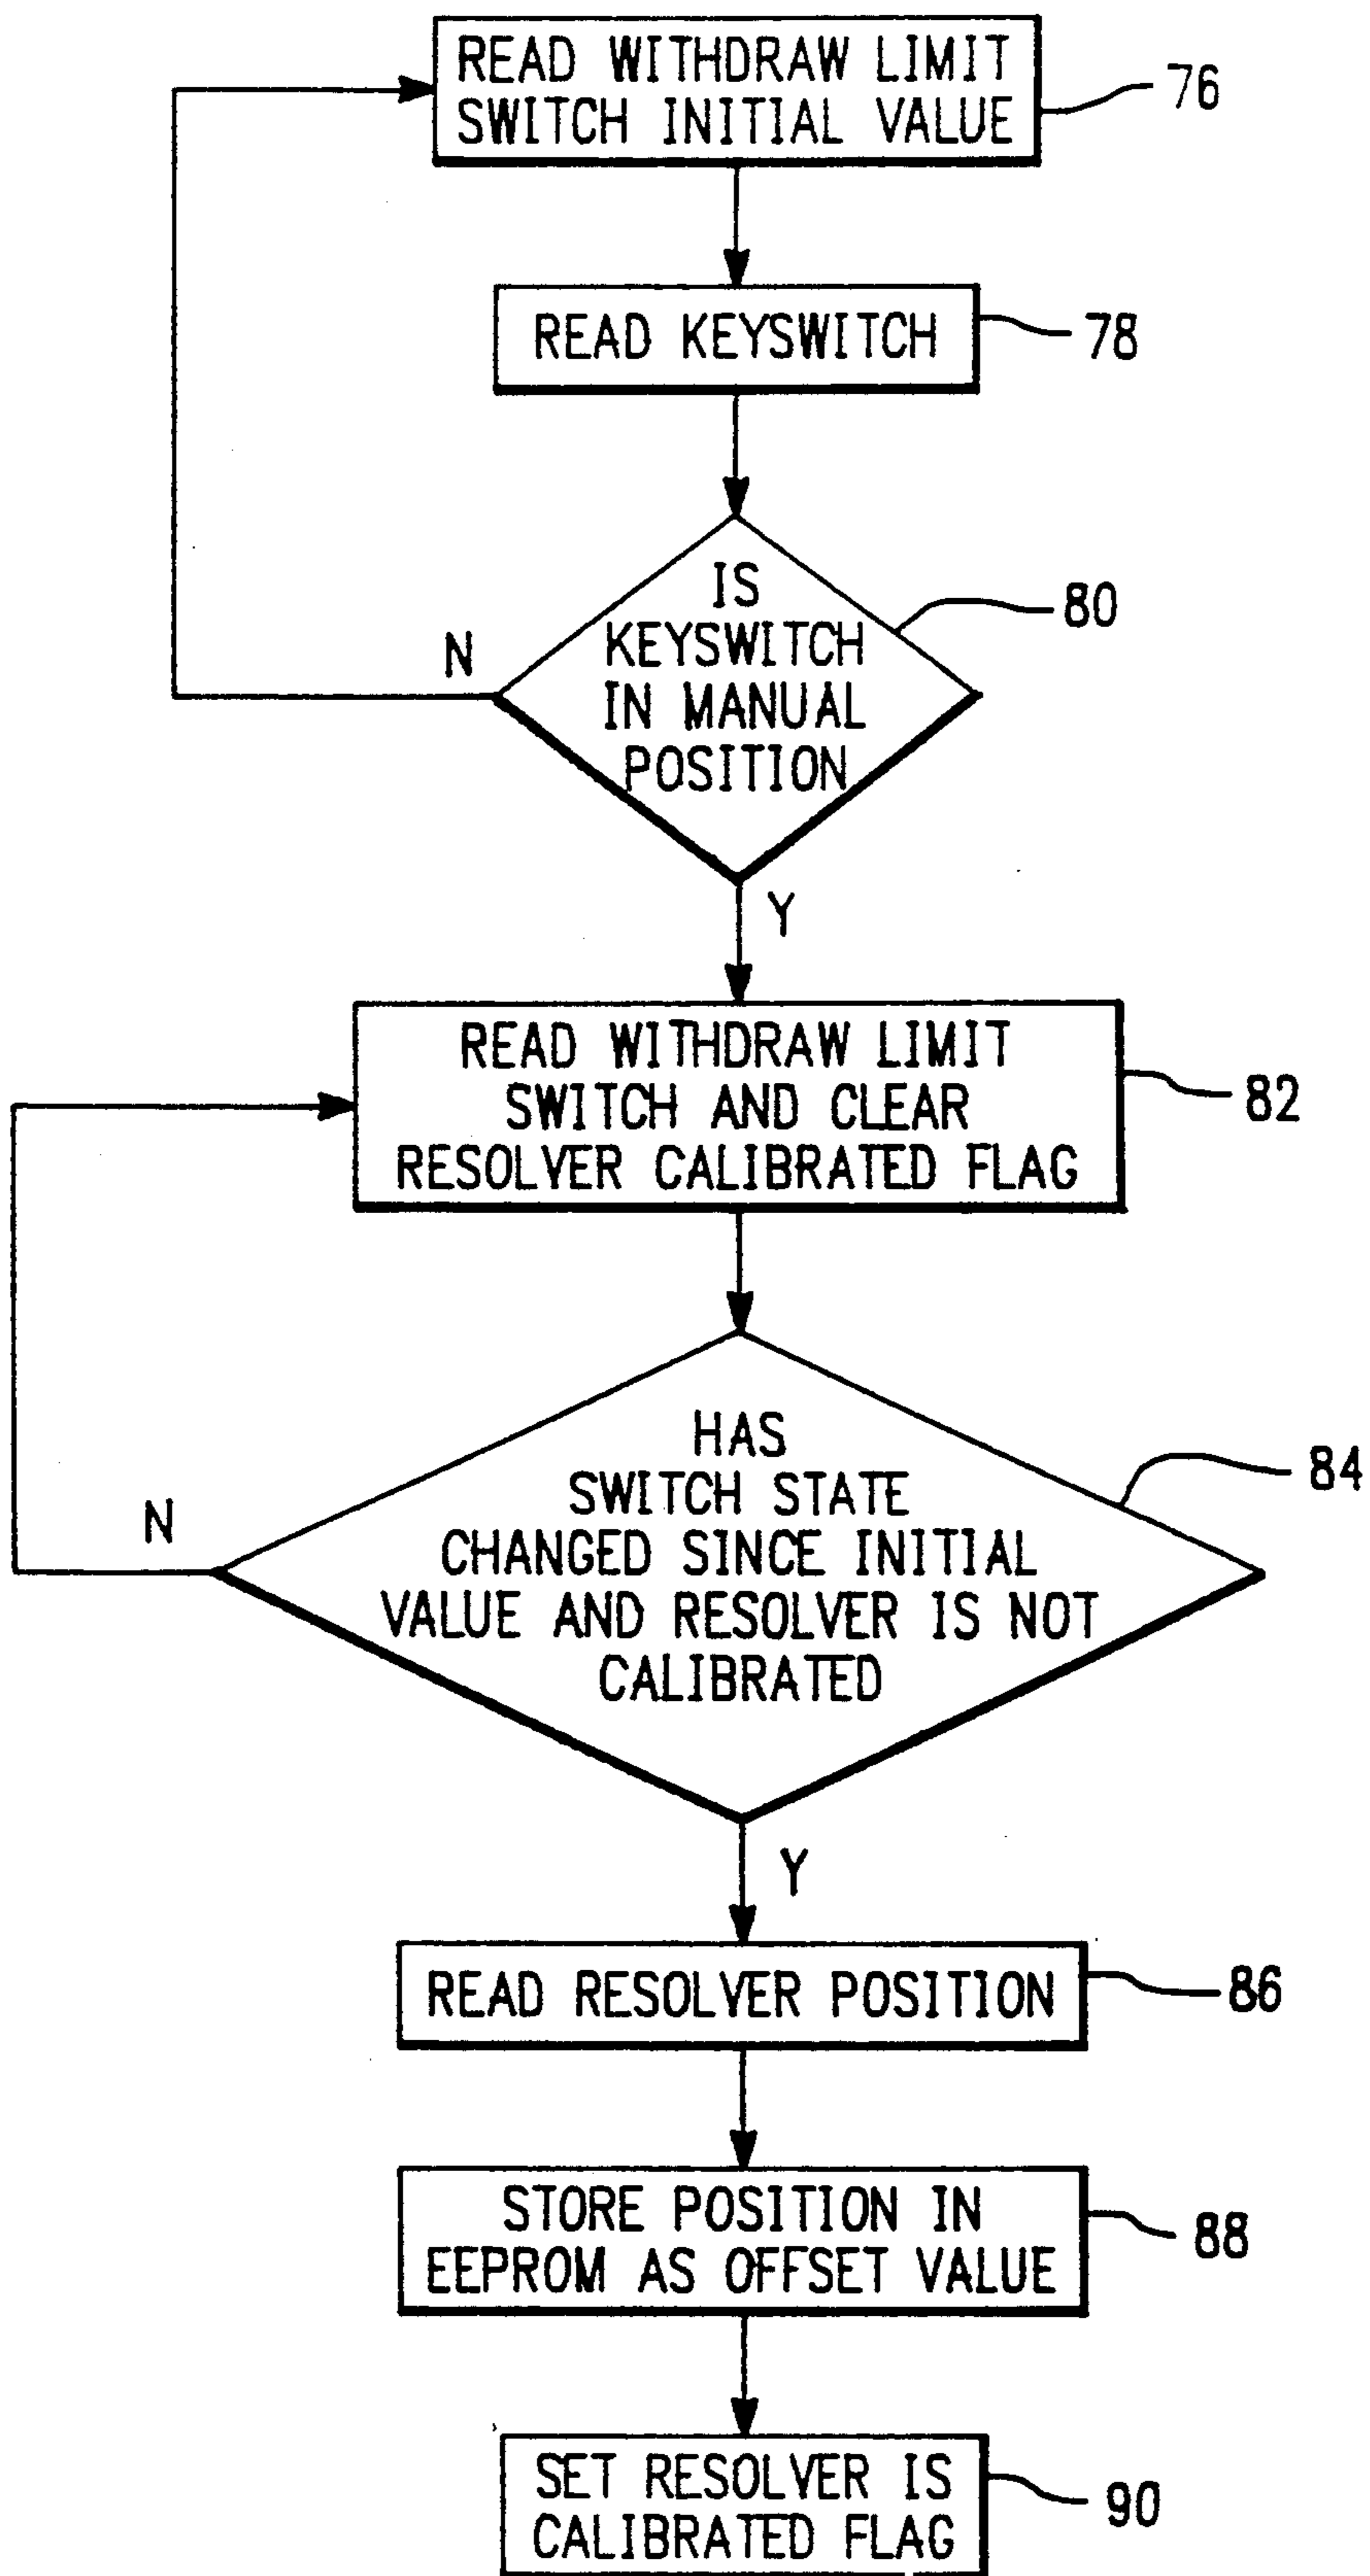 READ WITHDRAW LIMIT
SWITCH INITIAL VALUE
76
READ KEYSWITCH
78
IS
KEYSWITCH
IN MANUAL
POSITION
80
N
Y
READ WITHDRAW LIMIT
SWITCH AND CLEAR
RESOLVER CALIBRATED FLAG
82
HAS
SWITCH STATE
CHANGED SINCE INITIAL
VALUE AND RESOLVER IS NOT
CALIBRATED
84
N
Y
READ RESOLVER POSITION
86
STORE POSITION IN
EEPROM AS OFFSET VALUE
88
SET RESOLVER IS
CALIBRATED FLAG
90